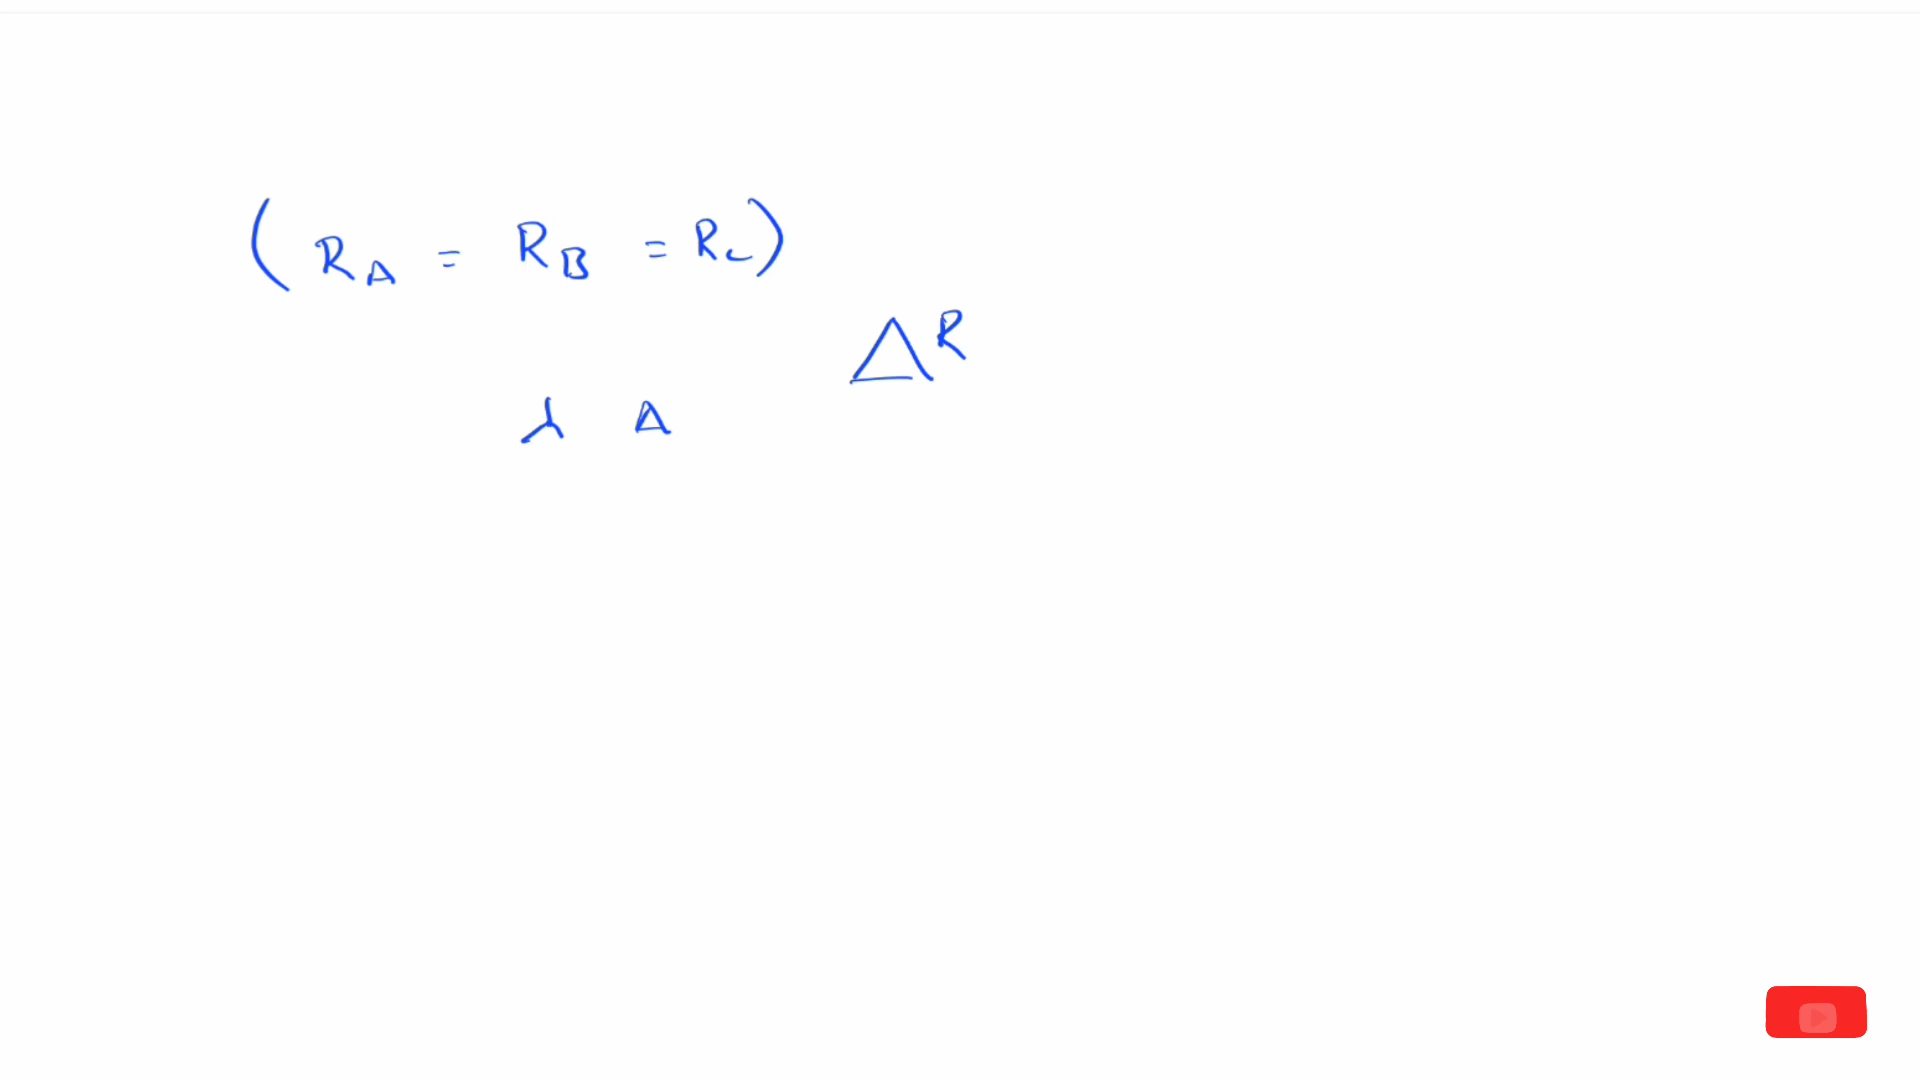 (R_A = R_B = R_C)
△ R
⅄ Δ